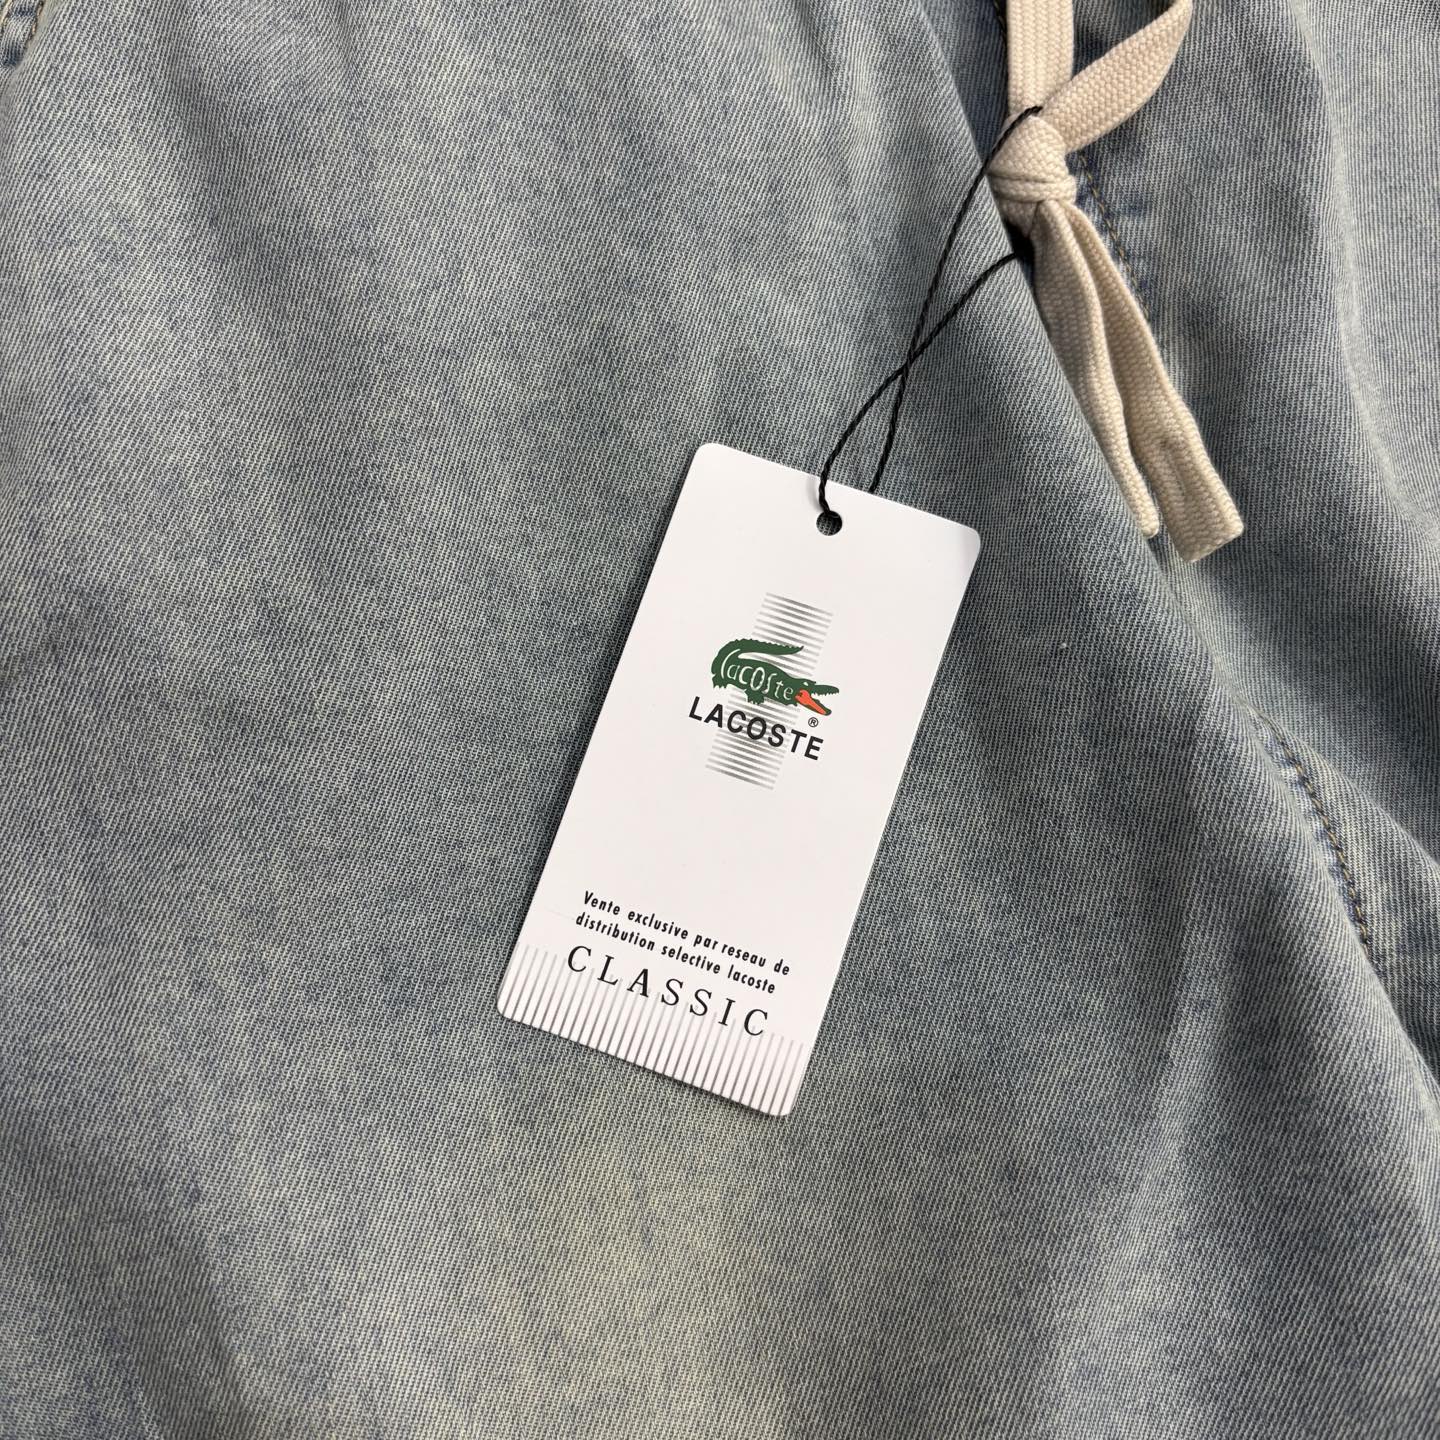 Lacoste
LACOSTE®
Vente exclusive par reseau de
distribution selective lacoste
CLASSIC